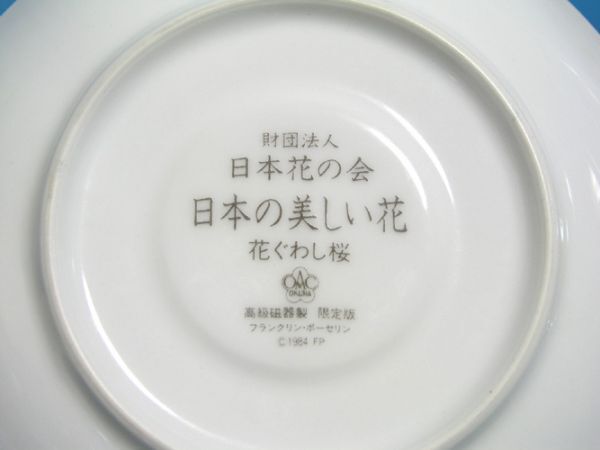 財団法人
日本花の会
日本の美しい花
花ぐわし桜
OAC
OKURA
高級磁器製 限定版
フランクリン・ポーセリン
©1984 FP